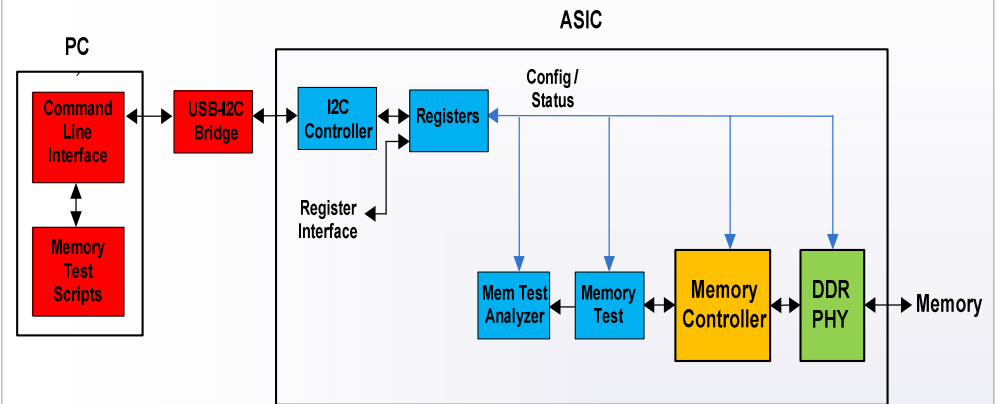 ASIC
PC
Command
Line
Interface
USB-I2C
Bridge
I2C
Controller
Registers
Config /
Status
Register
Interface
Memory
Test
Scripts
Mem Test
Analyzer
Memory
Test
Memory
Controller
DDR
PHY
Memory